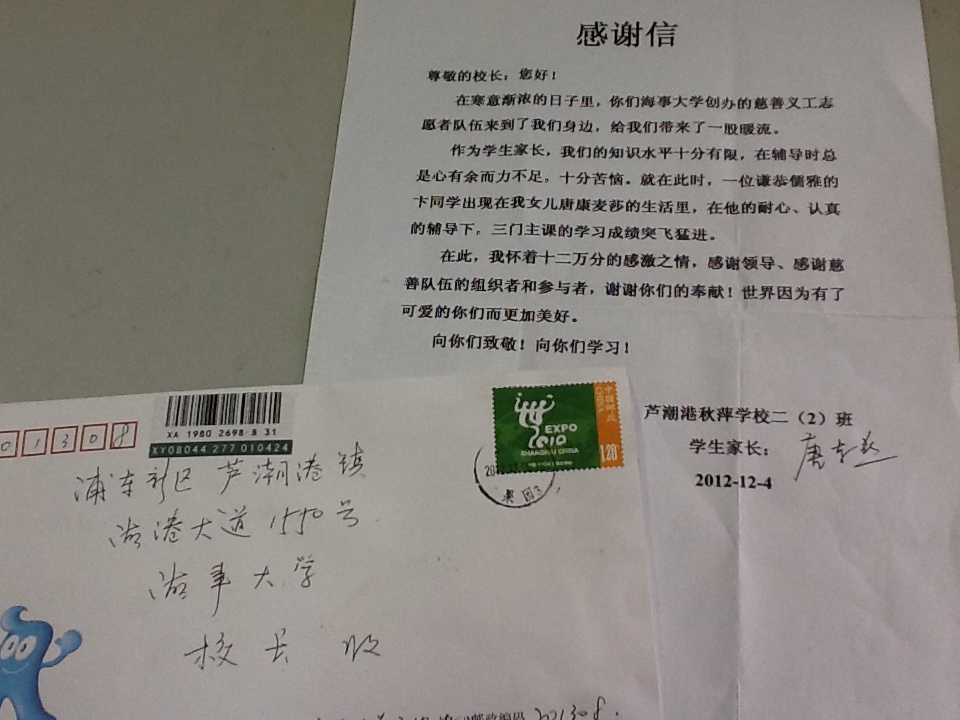 感谢信
尊敬的校长，您好！
在寒意渐浓的日子里，你们海事大学创办的慈善义工志
愿者队伍来到了我们身边，给我们带来了一股暖流。
作为学生家长，我们的知识水平十分有限，在辅导时总
是心有余而力不足，十分苦恼。就在此时，一位谦恭儒雅的
卞同学出现在我女儿唐康麦莎的生活里，在他的耐心、认真
的辅导下。三门主课的学习成绩突飞猛进。
在此，我怀着十二万分的感激之情，感谢领导、感谢慈
善队伍的组织者和参与者，谢谢你们的奉献！世界因为有了
可爱的你们而更加美好。
向你们致敬！向你们学习！
芦潮港秋萍学校二（2）班
学生家长：唐
2012-12-4
01308
XA 1980 2698 8 31
XY08044 277 010424
EXPO
2010
SHANGHAI CHINA
中国邮政
CHINA
1.20
浦东新区 芦潮港镇
海港大道1550号
海事大学
校长 收
邮政编码 201308